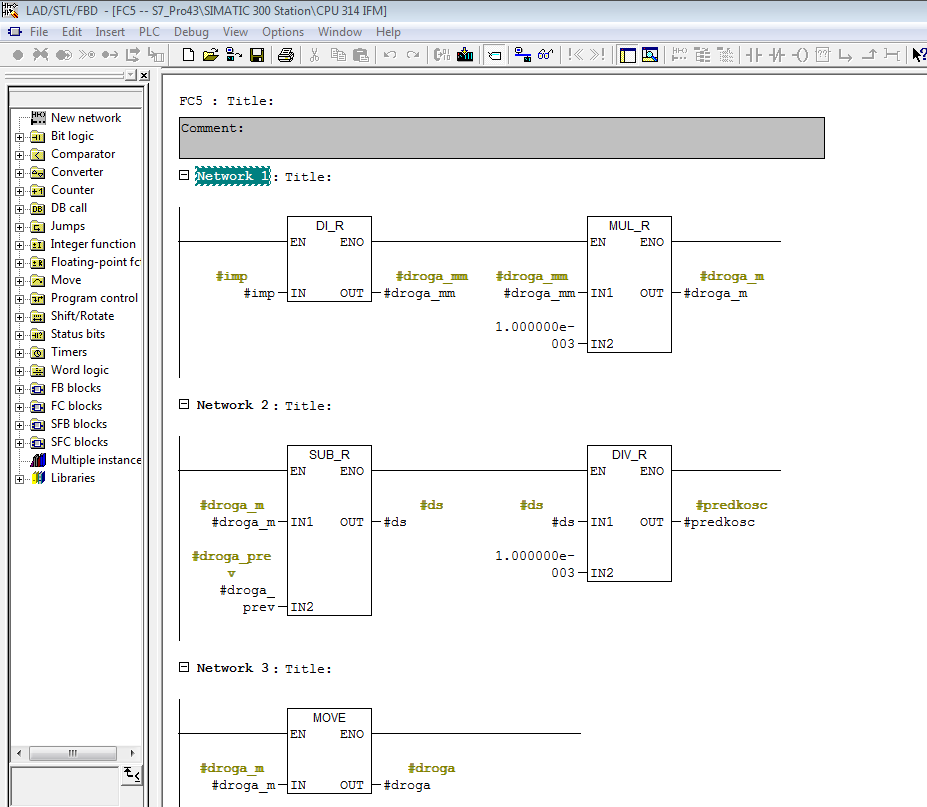 LAD/STL/FBD - [FC5 -- S7_Pro43\SIMATIC 300 Station\CPU 314 IFM]
File Edit Insert PLC Debug View Options Window Help
New network
Bit logic
Comparator
Converter
Counter
DB call
Jumps
Integer function
Floating-point fct
Move
Program control
Shift/Rotate
Status bits
Timers
Word logic
FB blocks
FC blocks
SFB blocks
SFC blocks
Multiple instance
Libraries
FC5 : Title:
Comment:
Network 1: Title:
DI_R MUL_R
EN ENO EN ENO
#imp #droga_mm #droga_mm #droga_m
#imp IN OUT #droga_mm #droga_mm IN1 OUT #droga_m
1.000000e-
003 IN2
Network 2: Title:
SUB_R DIV_R
EN ENO EN ENO
#droga_m #ds #ds #predkosc
#droga_m IN1 OUT #ds #ds IN1 OUT #predkosc
#droga_pre 1.000000e-
v 003 IN2
#droga_
prev IN2
Network 3: Title:
MOVE
EN ENO
#droga_m #droga
#droga_m IN OUT #droga